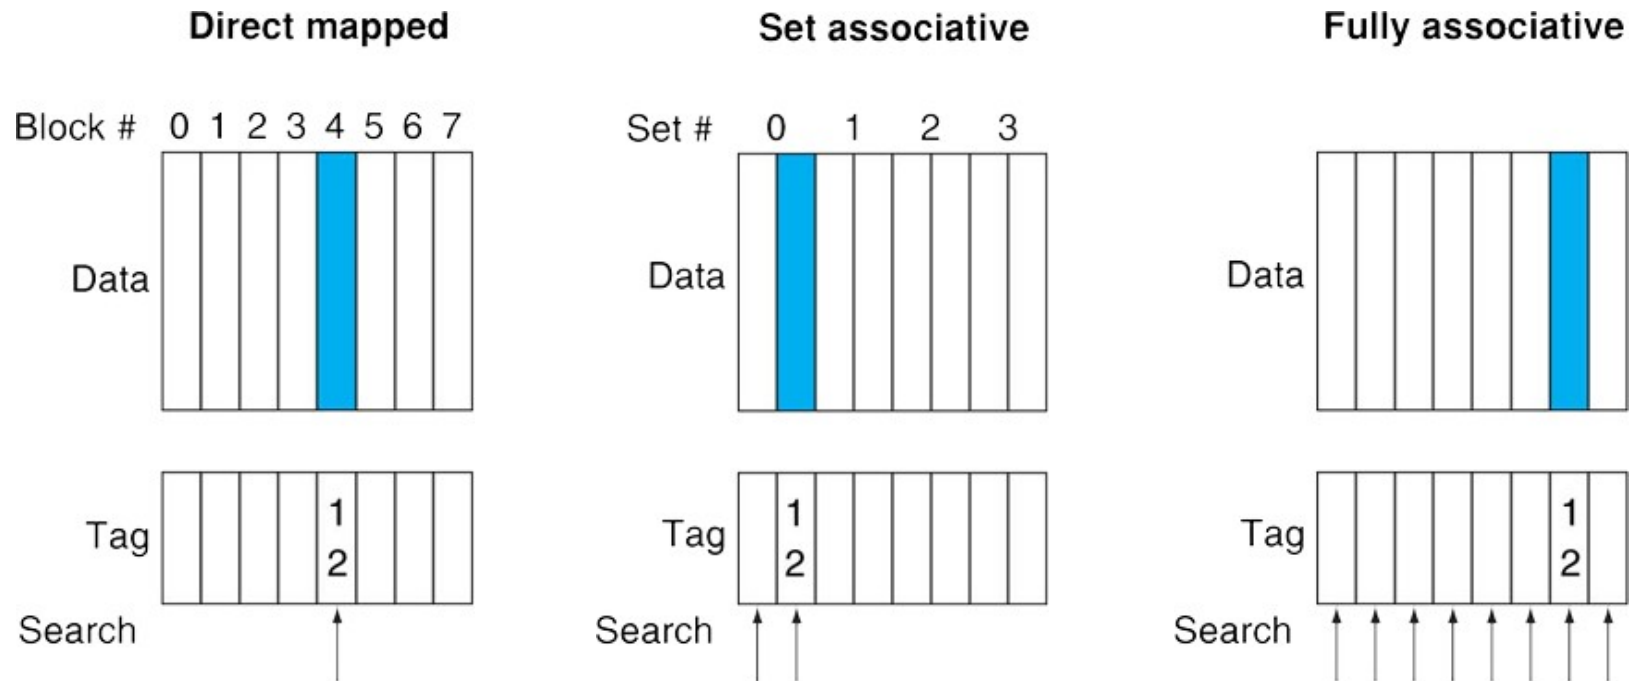 Direct mapped
Set associative
Fully associative
Block # 0 1 2 3 4 5 6 7
Set # 0 1 2 3
Data
Data
Data
Tag
1
2
Tag
1
2
Tag
1
2
Search
Search
Search